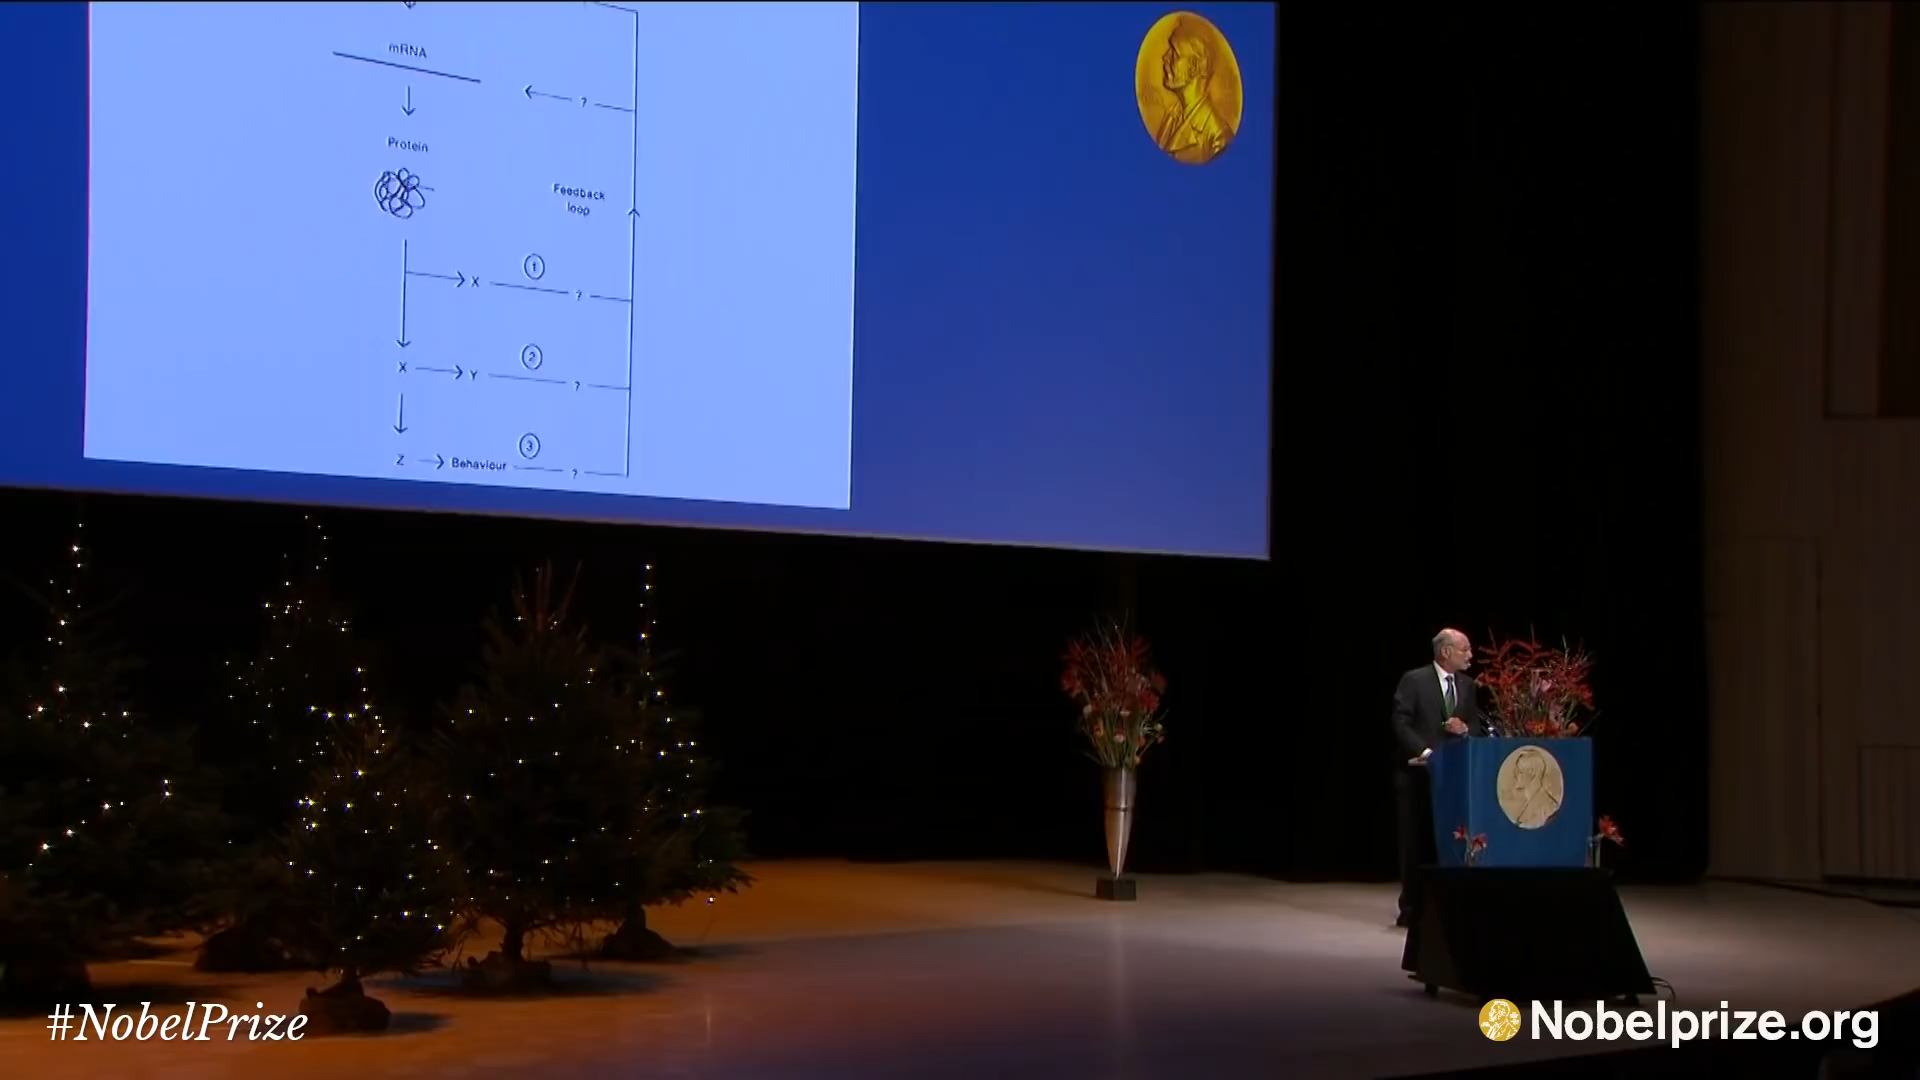 mRNA
?
Protein
Feedback
loop
1
X ?
2
X Y ?
3
Z Behaviour ?
#NobelPrize
Nobelprize.org